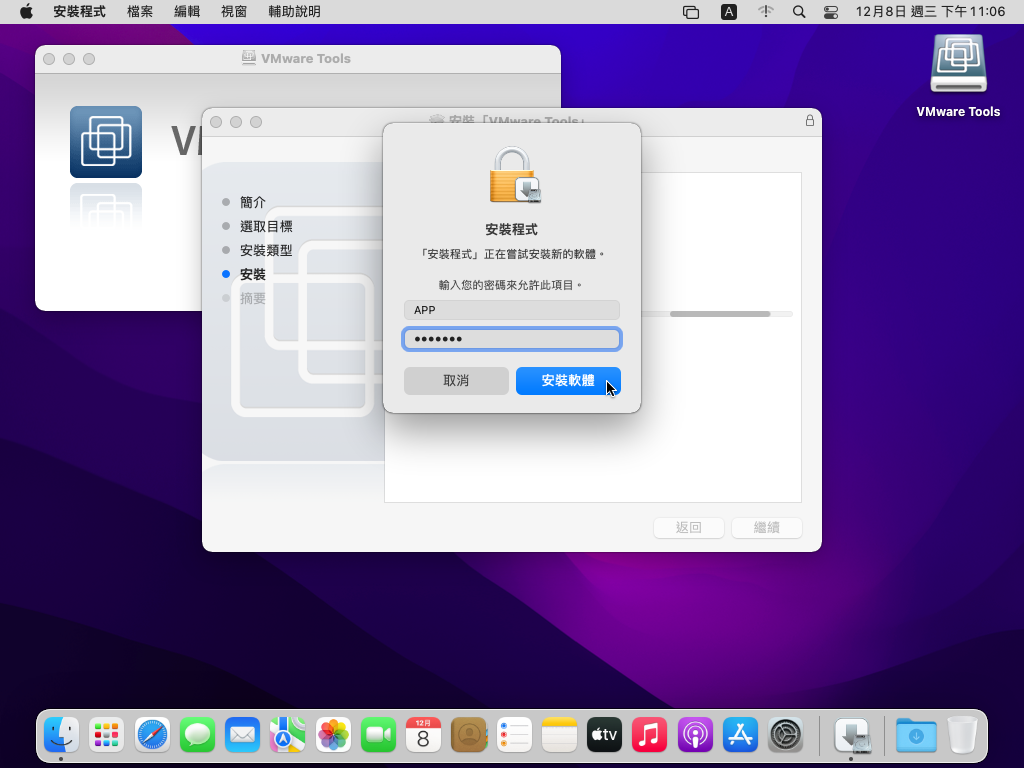 安裝程式 檔案 編輯 視窗 輔助說明 A 12月8日 週三 下午11:06
VMware Tools
VMware Tools
安裝「VMware Tools」
簡介
選取目標
安裝類型
安裝
摘要
安裝程式
「安裝程式」正在嘗試安裝新的軟體。
輸入您的密碼來允許此項目。
APP
取消
安裝軟體
返回
繼續
12月
8
tv